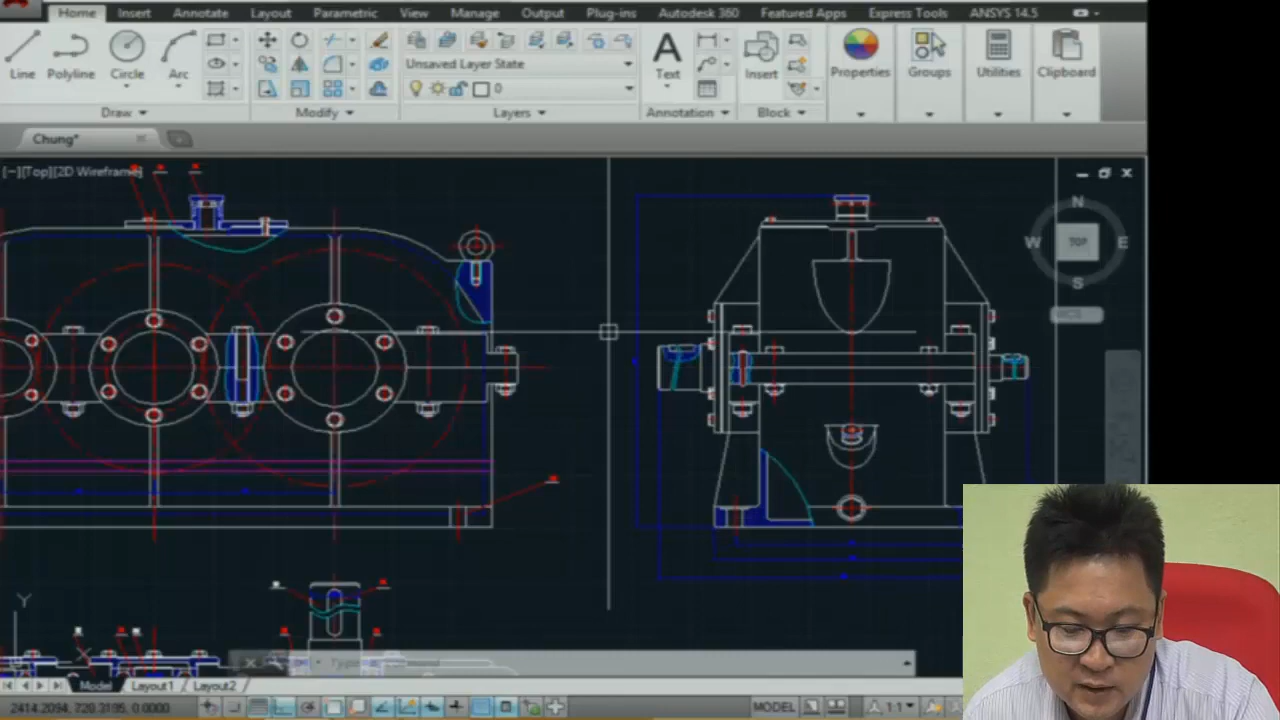 Home Insert Annotate Layout Parametric View Manage Output Plug-ins Autodesk 360 Featured Apps Express Tools ANSYS 14.5
Line Polyline Circle Arc
Unsaved Layer State
0
Text Insert Properties Groups Utilities Clipboard
Draw Modify Layers Annotation Block
Chung*
[−][Top][2D Wireframe]
N
W TOP E
S
Y
X
Model Layout1 Layout2
2414.2094, 720.3195, 0.0000
MODEL 1:1